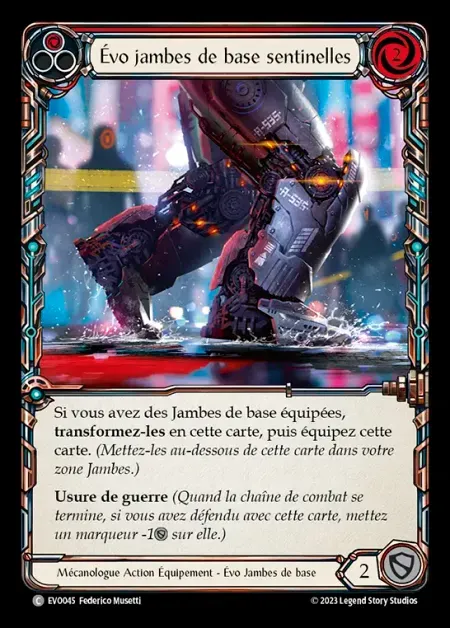 Évo jambes de base sentinelles
2
A-S35
A-S35
Si vous avez des Jambes de base équipées,
transformez-les en cette carte, puis équipez cette
carte. (Mettez-les au-dessous de cette carte dans votre
zone Jambes.)
Usure de guerre (Quand la chaîne de combat se
termine, si vous avez défendu avec cette carte, mettez
un marqueur -1 sur elle.)
Mécanologue Action Équipement - Évo Jambes de base
2
C EVO045 Federico Musetti
© 2023 Legend Story Studios